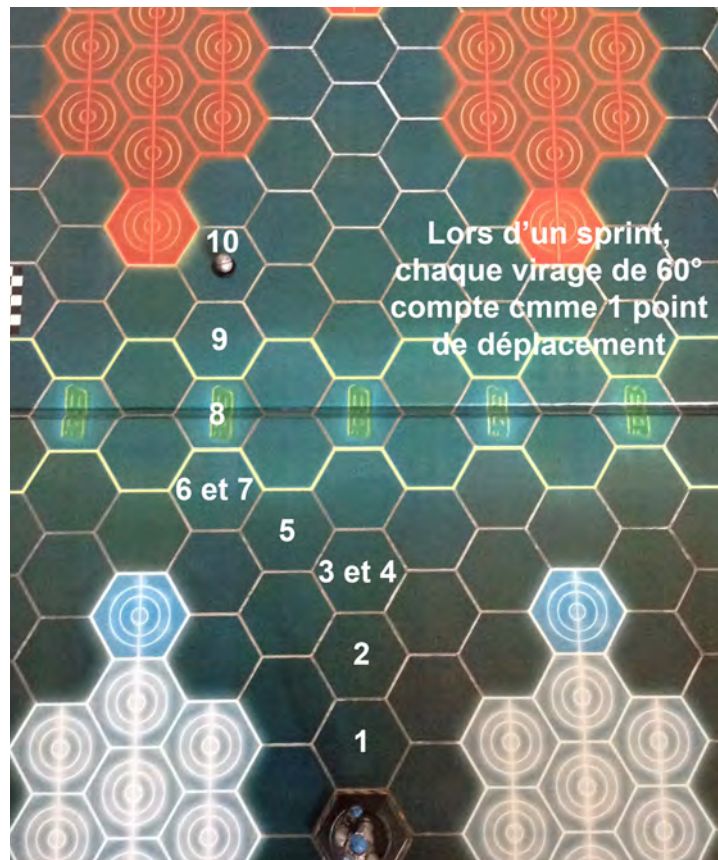 10
Lors d'un sprint,
chaque virage de 60°
compte cmme 1 point
de déplacement
9
8
6 et 7
5
3 et 4
2
1